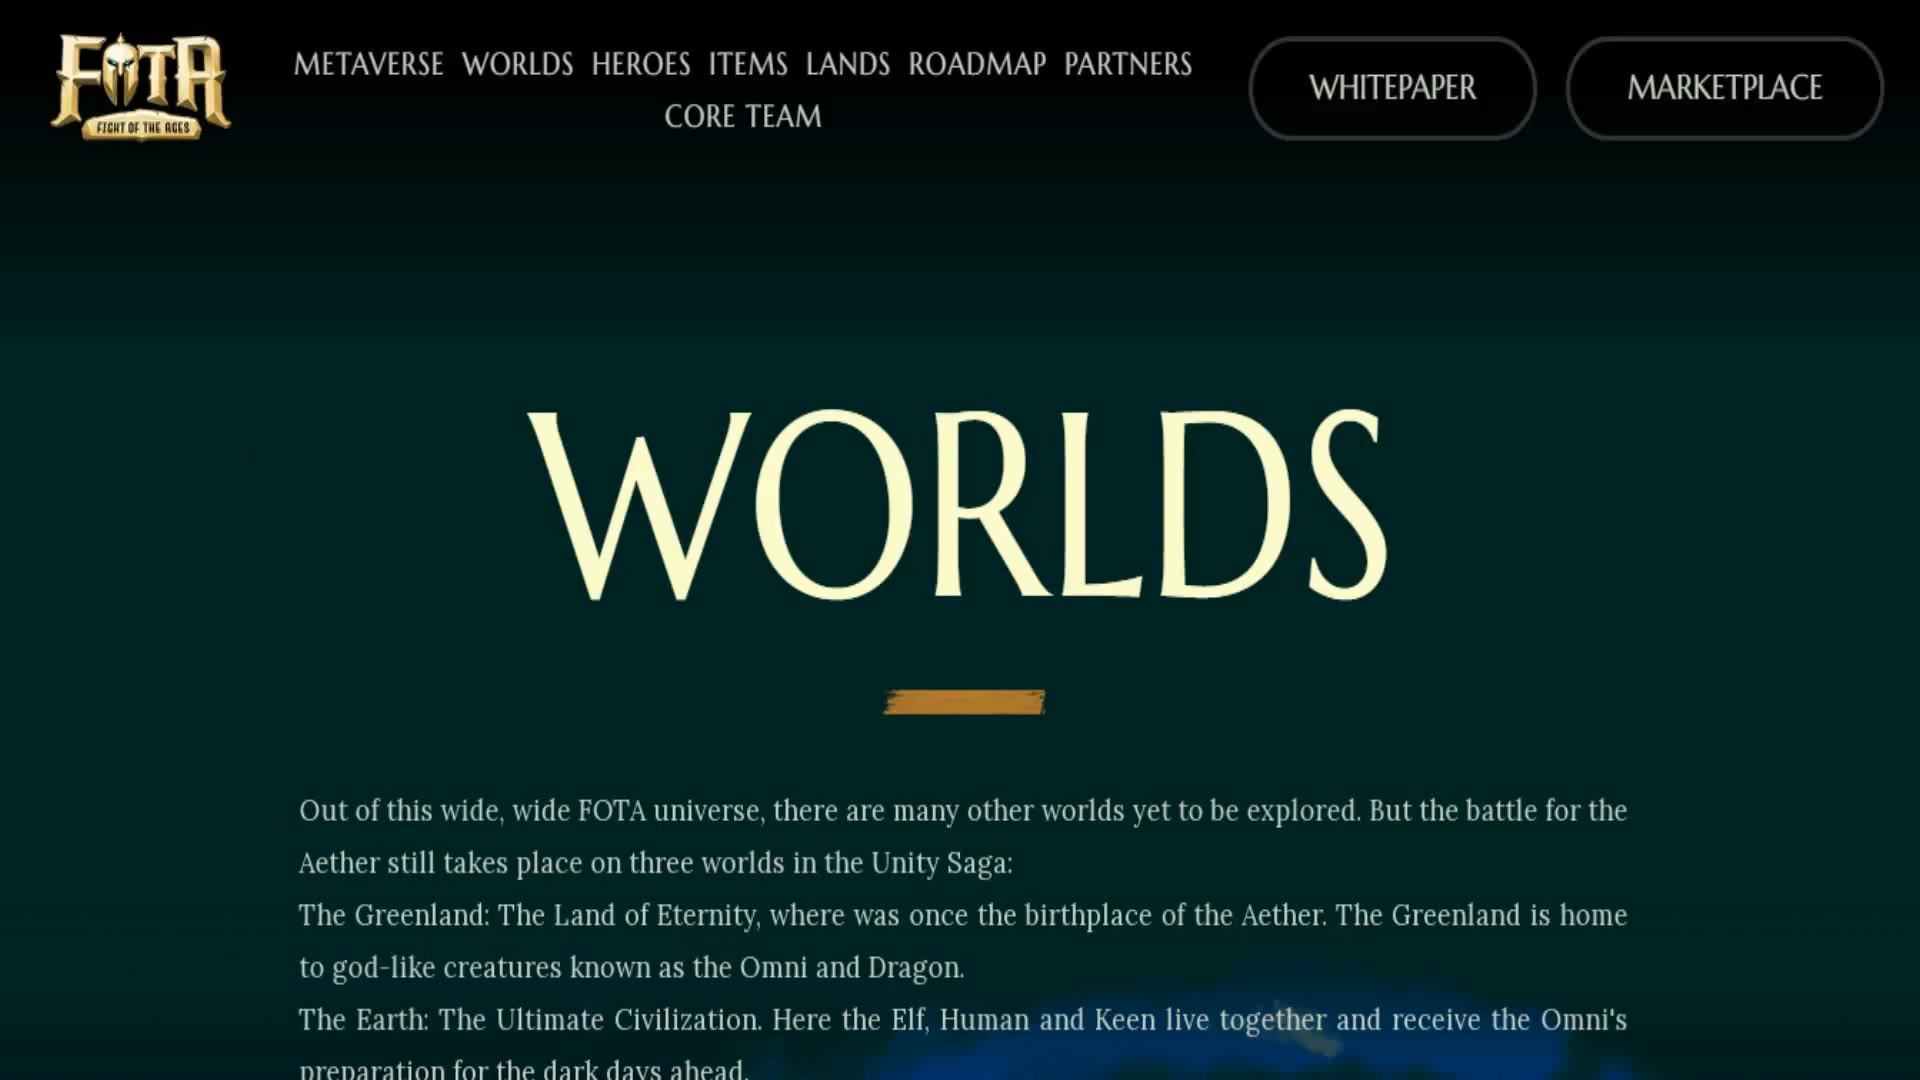 FOTA
FIGHT OF THE AGES
METAVERSE WORLDS HEROES ITEMS LANDS ROADMAP PARTNERS
CORE TEAM
WHITEPAPER
MARKETPLACE
WORLDS
Out of this wide, wide FOTA universe, there are many other worlds yet to be explored. But the battle for the
Aether still takes place on three worlds in the Unity Saga:
The Greenland: The Land of Eternity, where was once the birthplace of the Aether. The Greenland is home
to god-like creatures known as the Omni and Dragon.
The Earth: The Ultimate Civilization. Here the Elf, Human and Keen live together and receive the Omni's
preparation for the dark days ahead.